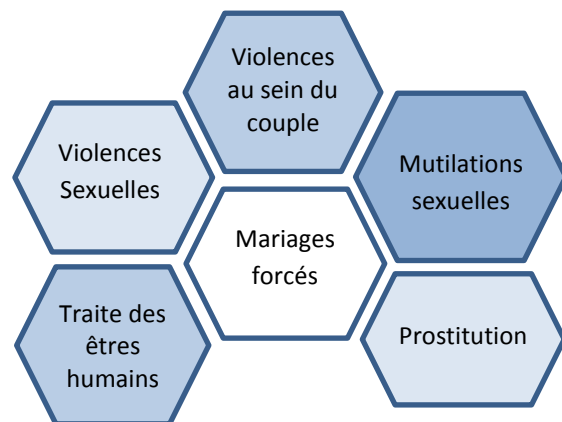 Violences
au sein du
couple
Violences
Sexuelles
Mutilations
sexuelles
Mariages
forcés
Traite des
êtres
humains
Prostitution